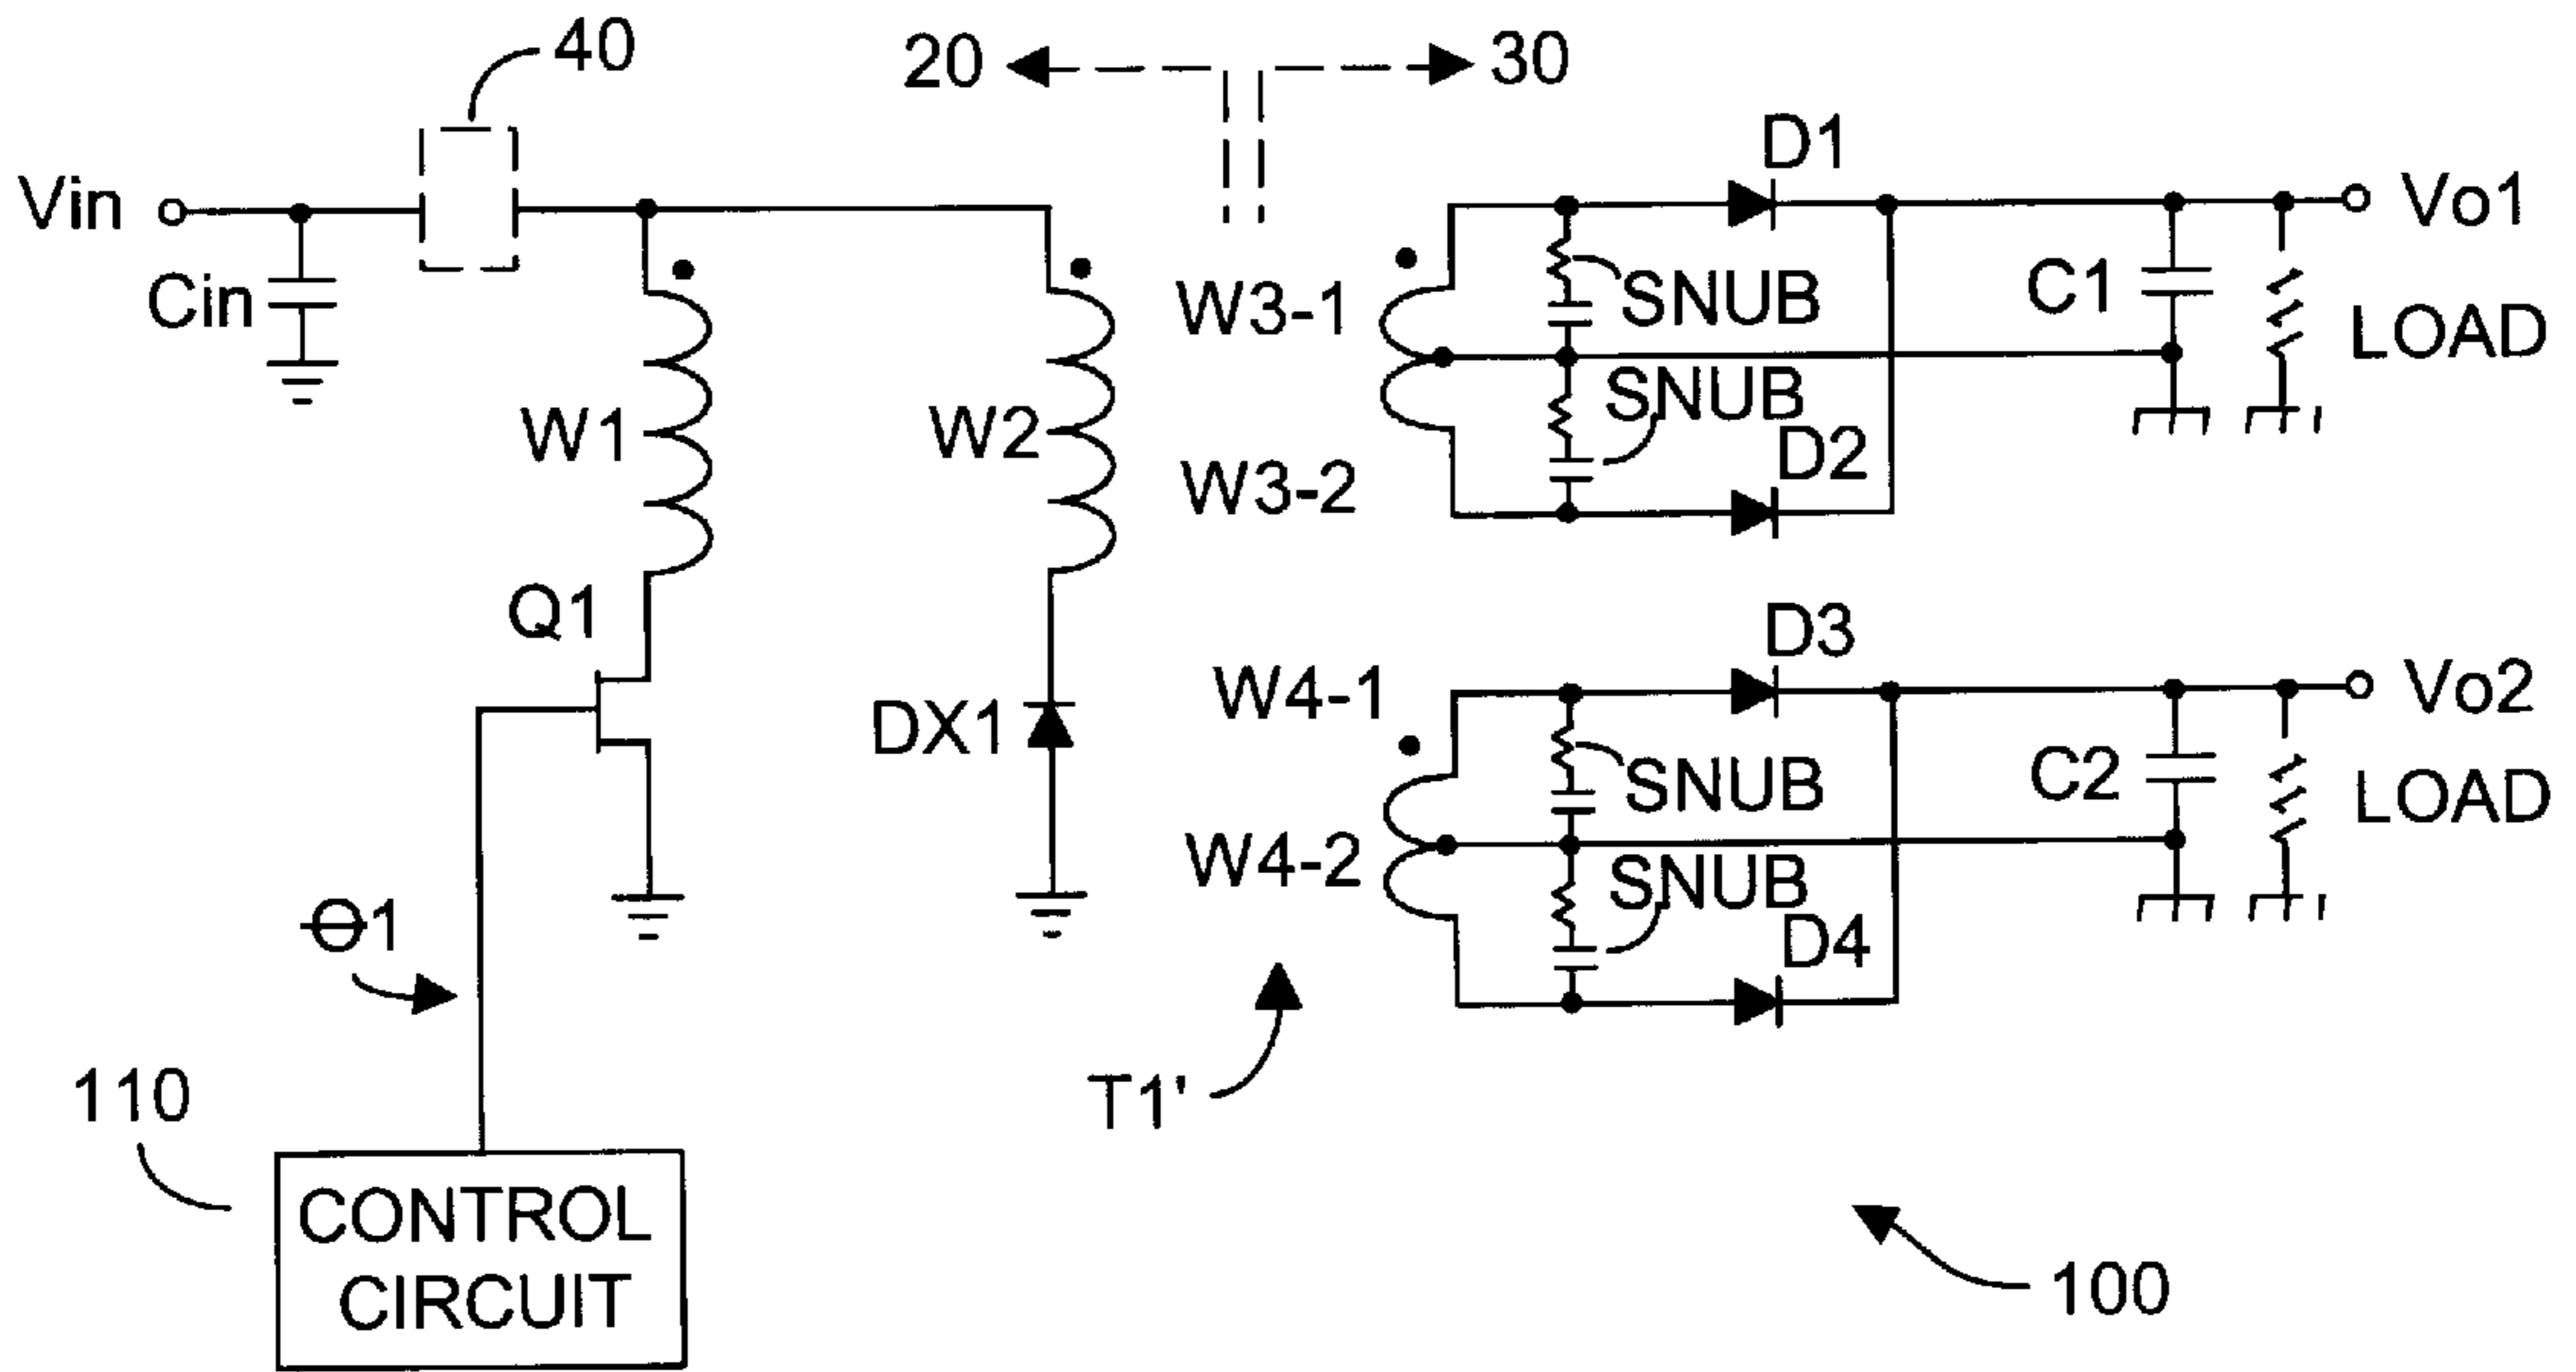 40
20
30
D1
Vin
Vo1
Cin
W3-1
SNUB
C1
LOAD
W1
W2
SNUB
D2
W3-2
Q1
D3
W4-1
Vo2
DX1
SNUB
C2
LOAD
W4-2
SNUB
D4
ϴ1
T1'
110
CONTROL
CIRCUIT
100